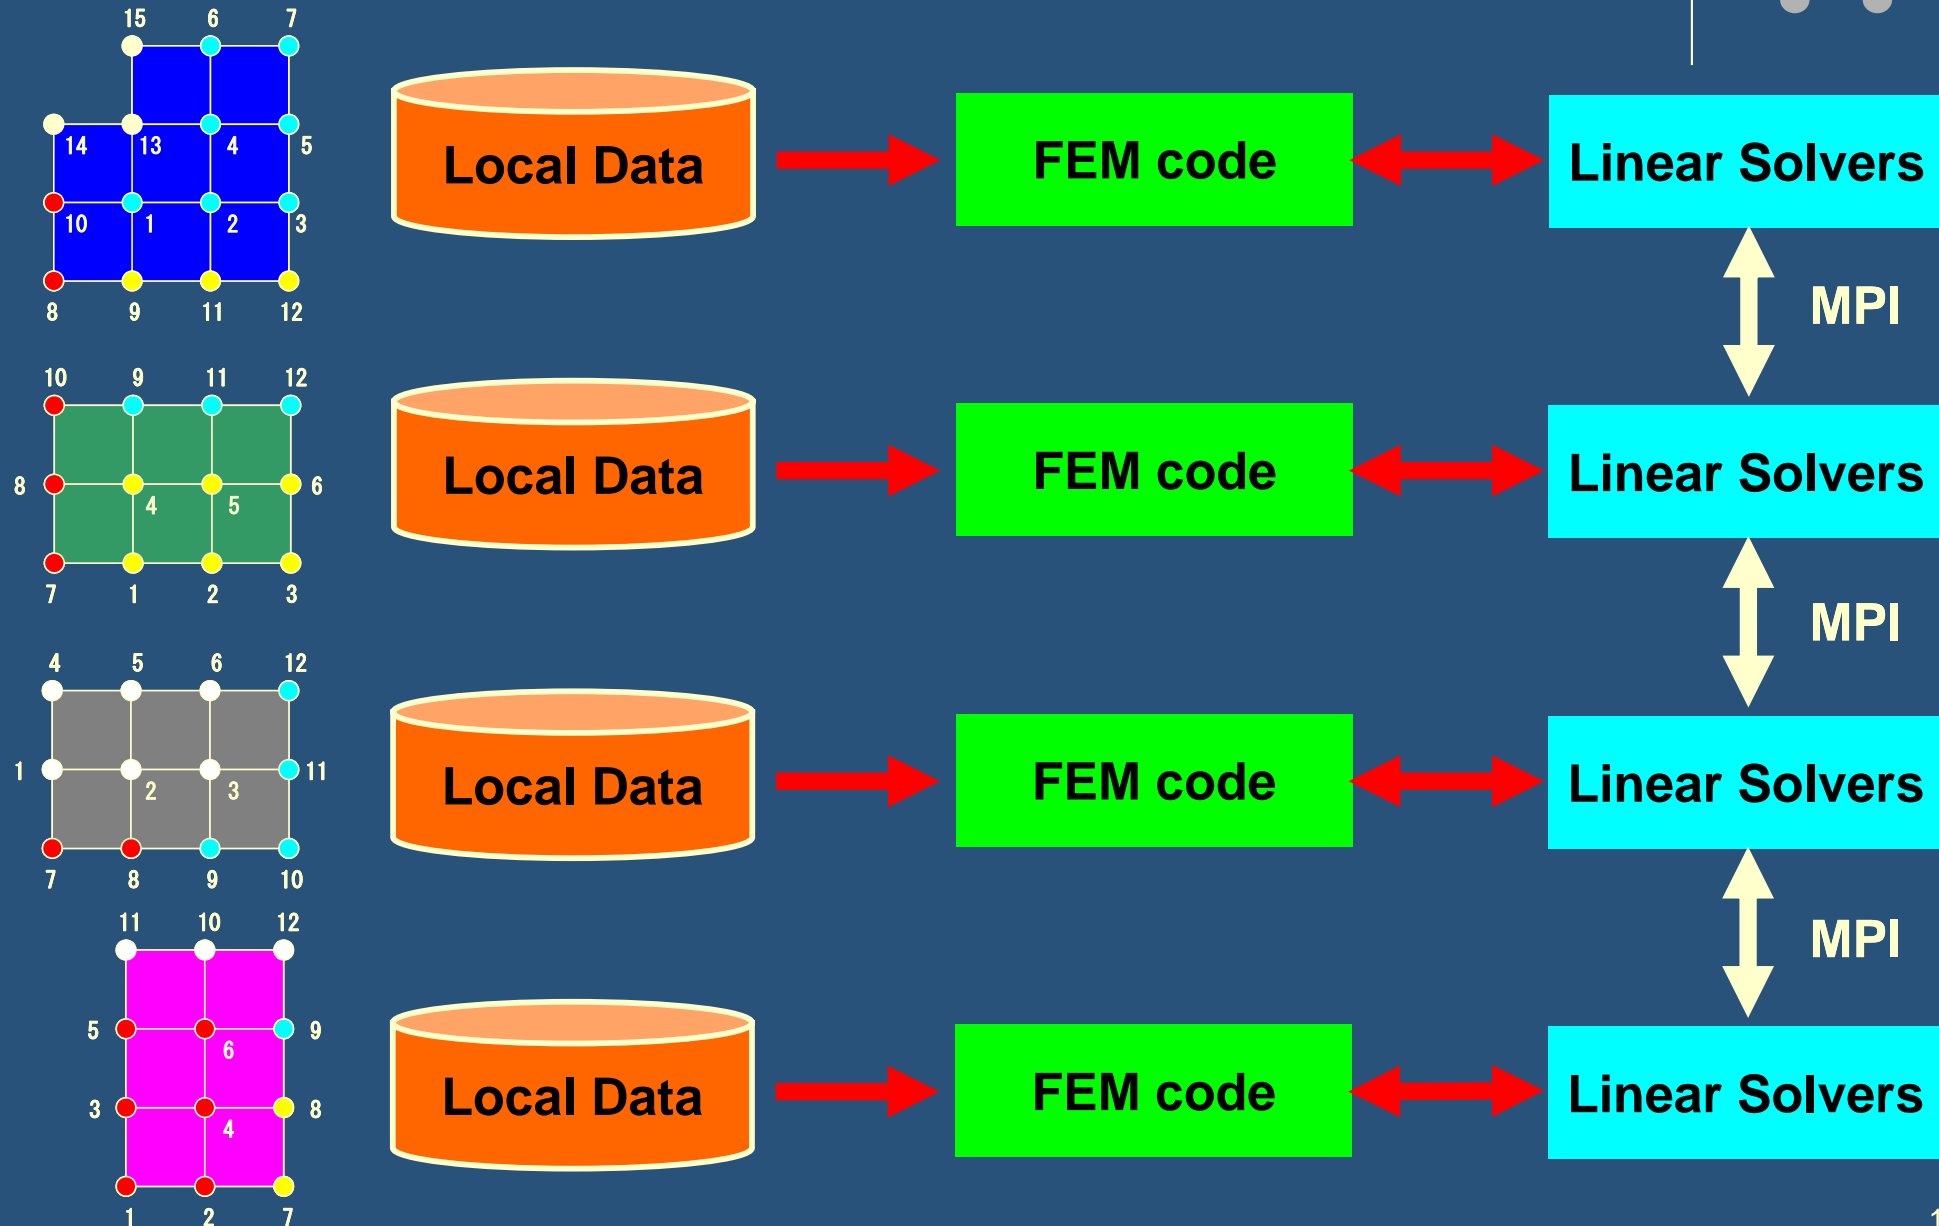 15 6 7
14 13 4 5
10 1 2 3
8 9 11 12
Local Data
FEM code
Linear Solvers
MPI
10 9 11 12
8 4 5 6
7 1 2 3
Local Data
FEM code
Linear Solvers
MPI
4 5 6 12
1 2 3 11
7 8 9 10
Local Data
FEM code
Linear Solvers
MPI
11 10 12
5 6 9
3 4 8
1 2 7
Local Data
FEM code
Linear Solvers